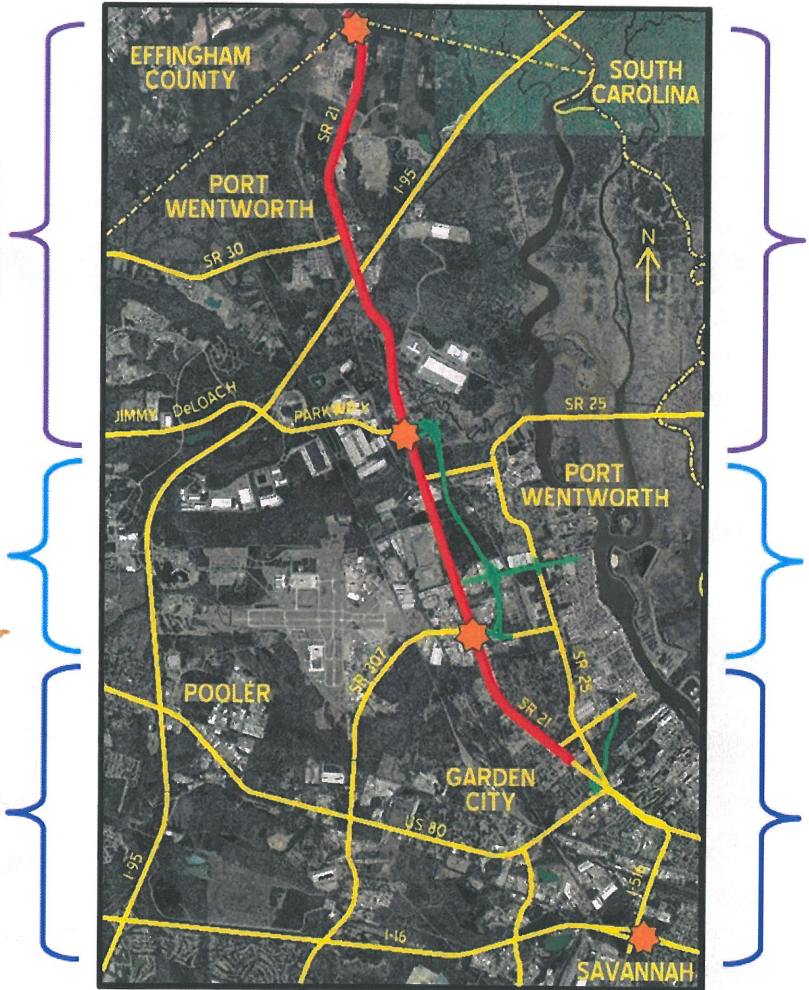 EFFINGHAM
COUNTY
SOUTH
CAROLINA
SR 21
I-95
PORT
WENTWORTH
N
SR 30
JIMMY DeLOACH PARKWAY
SR 25
PORT
WENTWORTH
SR 307
SR 25
POOLER
SR 21
GARDEN
CITY
US 80
I-95
I-516
I-16
SAVANNAH